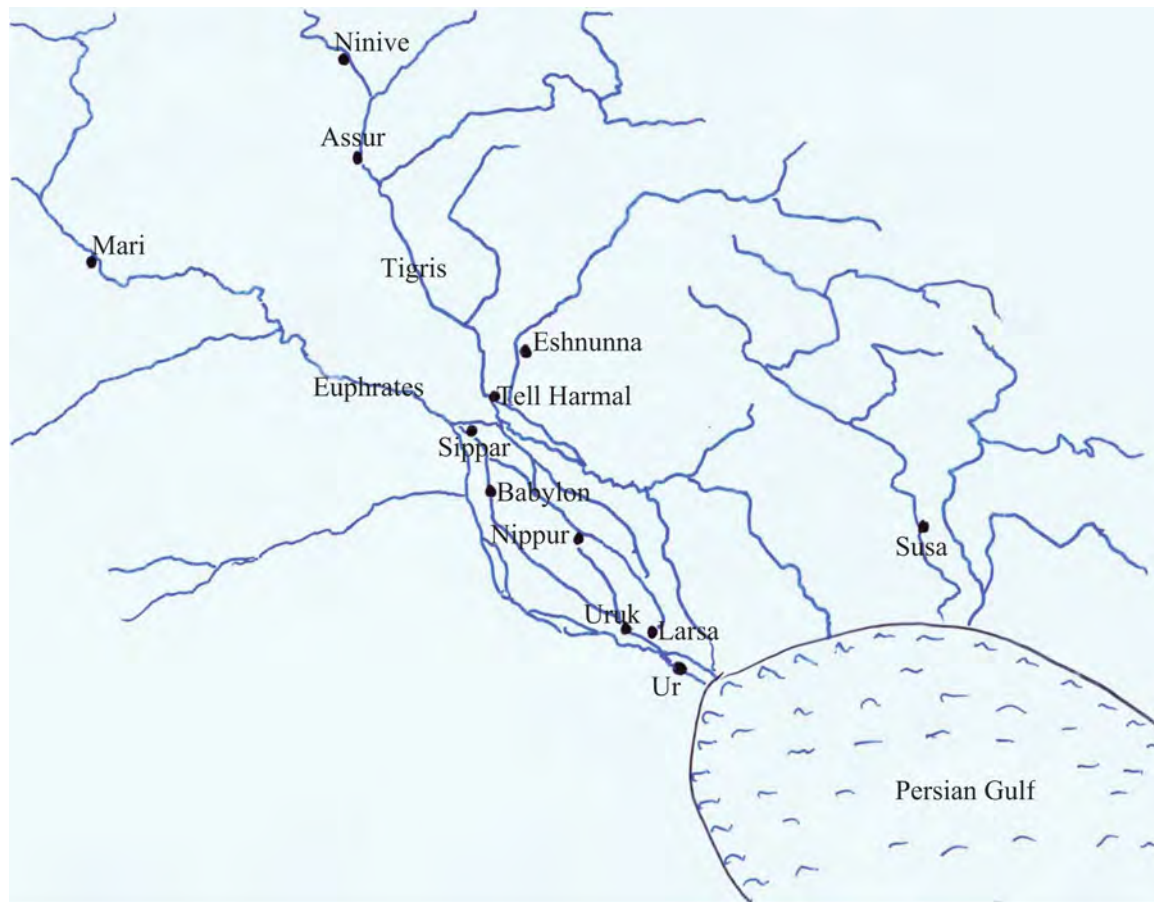 Ninive
Assur
Mari
Tigris
Eshnunna
Euphrates
Tell Harmal
Sippar
Babylon
Nippur
Susa
Uruk
Larsa
Ur
Persian Gulf